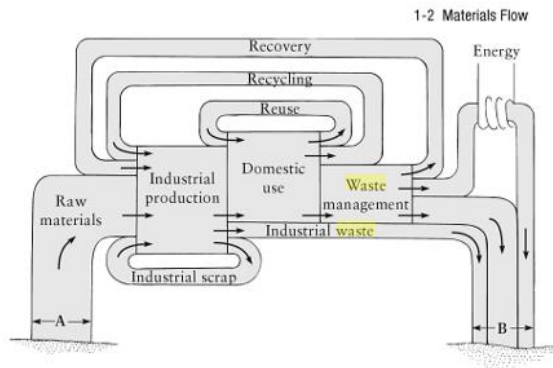 1-2 Materials Flow
Recovery
Energy
Recycling
Reuse
Industrial
production
Domestic
use
Waste
management
Raw
materials
Industrial waste
Industrial scrap
A
B